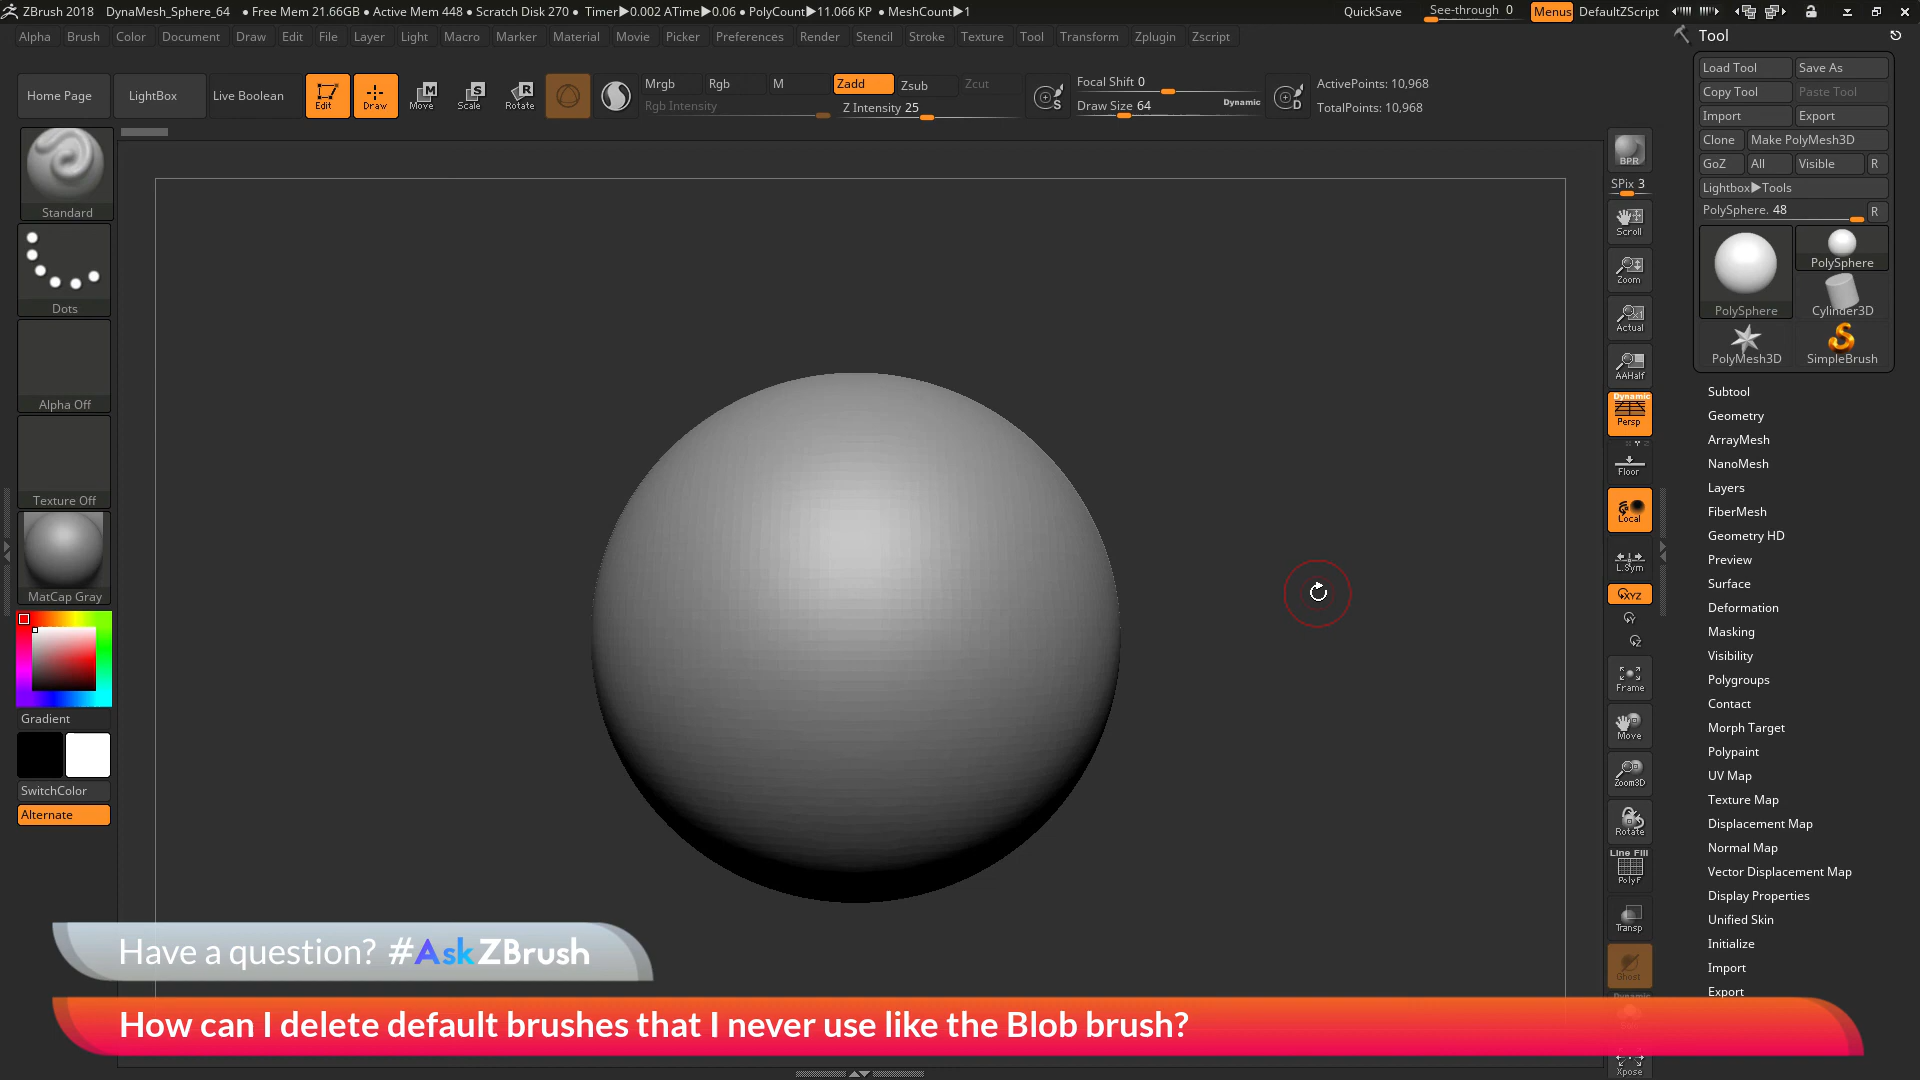 ZBrush 2018 DynaMesh_Sphere_64 • Free Mem 21.66GB • Active Mem 448 • Scratch Disk 270 • Timer▶0.002 ATime▶0.06 • PolyCount▶11.066 KP • MeshCount▶1 QuickSave See-through 0 Menus DefaultZScript
Alpha Brush Color Document Draw Edit File Layer Light Macro Marker Material Movie Picker Preferences Render Stencil Stroke Texture Tool Transform Zplugin Zscript
Tool
Load Tool Save As
Copy Tool Paste Tool
Import Export
Clone Make PolyMesh3D
GoZ All Visible R
Lightbox▶Tools
PolySphere. 48 R
PolySphere
PolySphere Cylinder3D
PolyMesh3D SimpleBrush
Home Page LightBox Live Boolean Edit Draw Move Scale Rotate
Mrgb Rgb M Zadd Zsub Zcut
Rgb Intensity Z Intensity 25
Focal Shift 0
Draw Size 64 Dynamic
S D
ActivePoints: 10,968
TotalPoints: 10,968
Standard
Dots
Alpha Off
Texture Off
MatCap Gray
Gradient
SwitchColor
Alternate
BPR
SPix 3
Scroll
Zoom
Actual
AAHalf
Dynamic
Persp
Floor
Local
L.Sym
XYZ
Y
Z
Frame
Move
Zoom3D
Rotate
Line Fill
PolyF
Transp
Ghost
Dynamic
Xpose
Subtool
Geometry
ArrayMesh
NanoMesh
Layers
FiberMesh
Geometry HD
Preview
Surface
Deformation
Masking
Visibility
Polygroups
Contact
Morph Target
Polypaint
UV Map
Texture Map
Displacement Map
Normal Map
Vector Displacement Map
Display Properties
Unified Skin
Initialize
Import
Export
Have a question? #AskZBrush
How can I delete default brushes that I never use like the Blob brush?